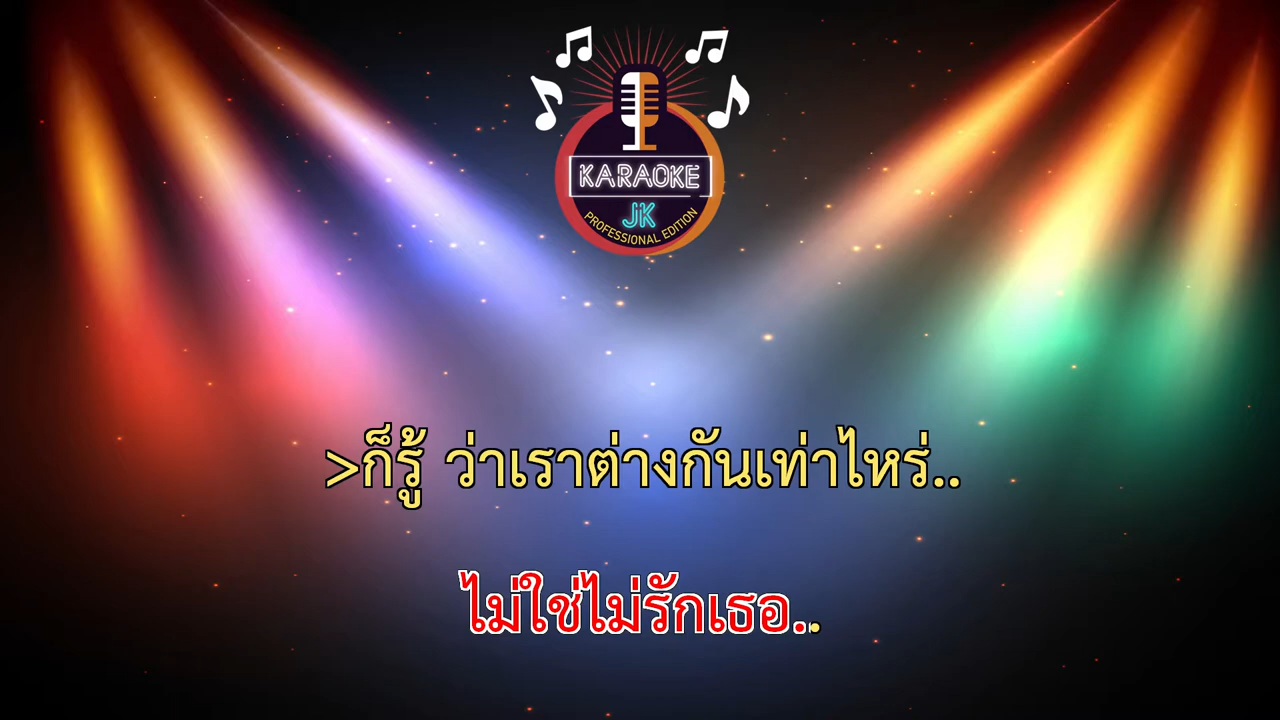 KARAOKE
JK
PROFESSIONAL EDITION
>ก็รู้ ว่าเราต่างกันเท่าไหร่..
ไม่ใช่ไม่รักเธอ..